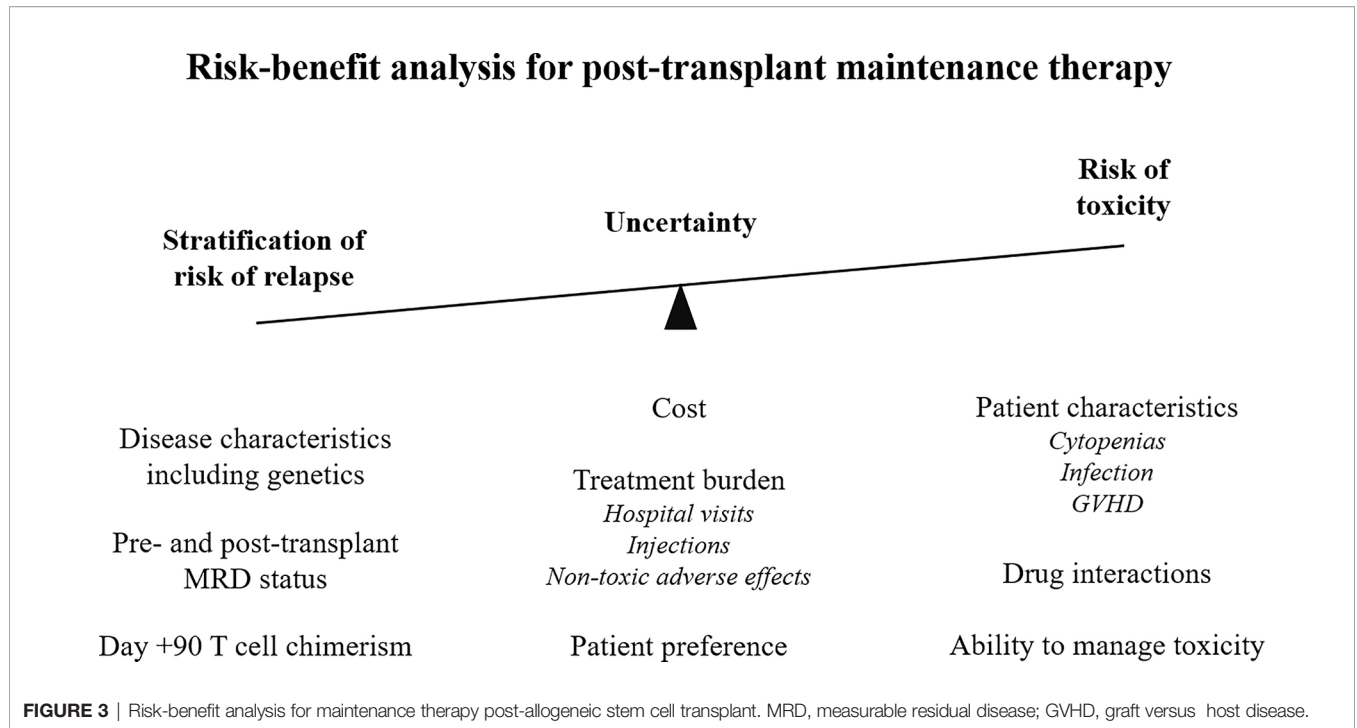 Risk-benefit analysis for post-transplant maintenance therapy
Stratification of
risk of relapse
Uncertainty
Risk of
toxicity
Disease characteristics
including genetics
Pre- and post-transplant
MRD status
Day +90 T cell chimerism
Cost
Treatment burden
Hospital visits
Injections
Non-toxic adverse effects
Patient preference
Patient characteristics
Cytopenias
Infection
GVHD
Drug interactions
Ability to manage toxicity
FIGURE 3 | Risk-benefit analysis for maintenance therapy post-allogeneic stem cell transplant. MRD, measurable residual disease; GVHD, graft versus host disease.